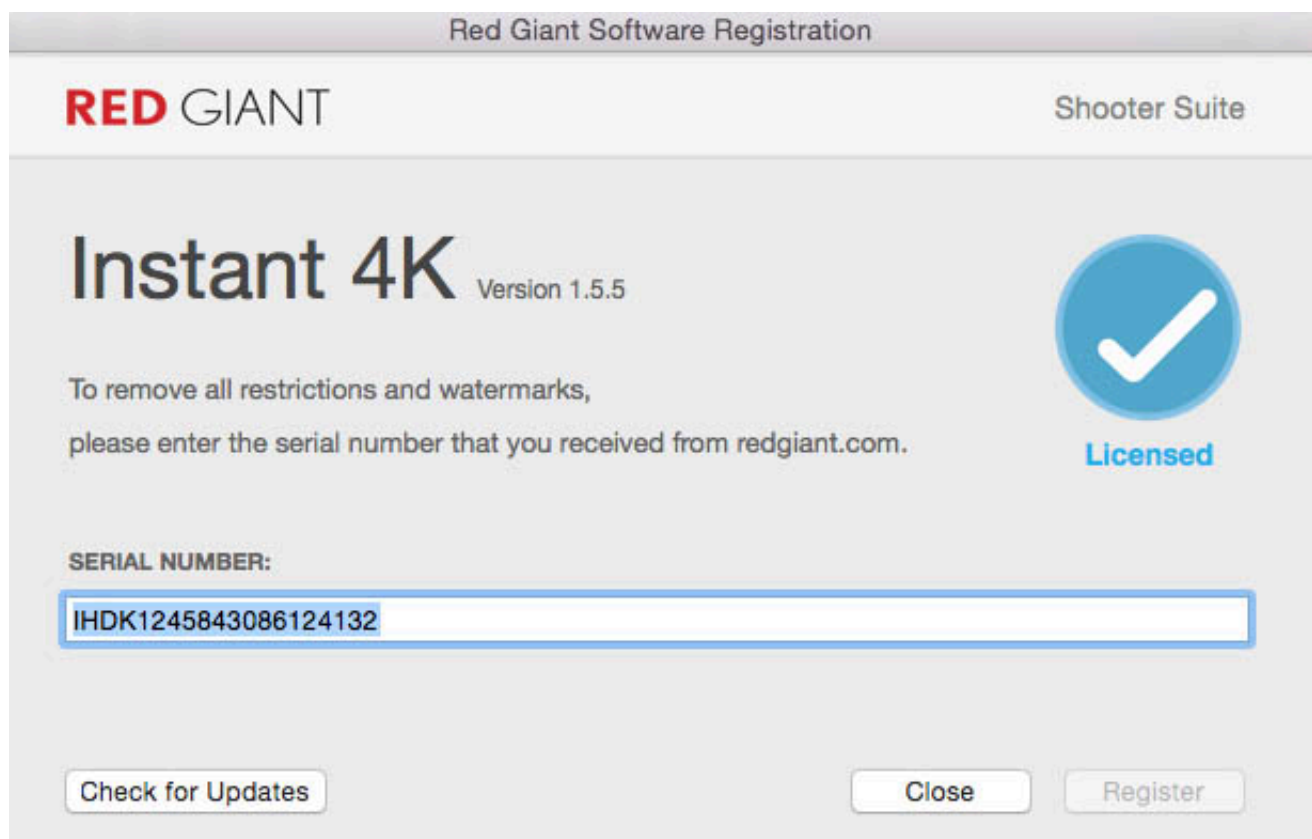 Red Giant Software Registration
RED GIANT
Shooter Suite
Instant 4K Version 1.5.5
To remove all restrictions and watermarks,
please enter the serial number that you received from redgiant.com.
Licensed
SERIAL NUMBER:
IHDK1245843086124132
Check for Updates
Close
Register